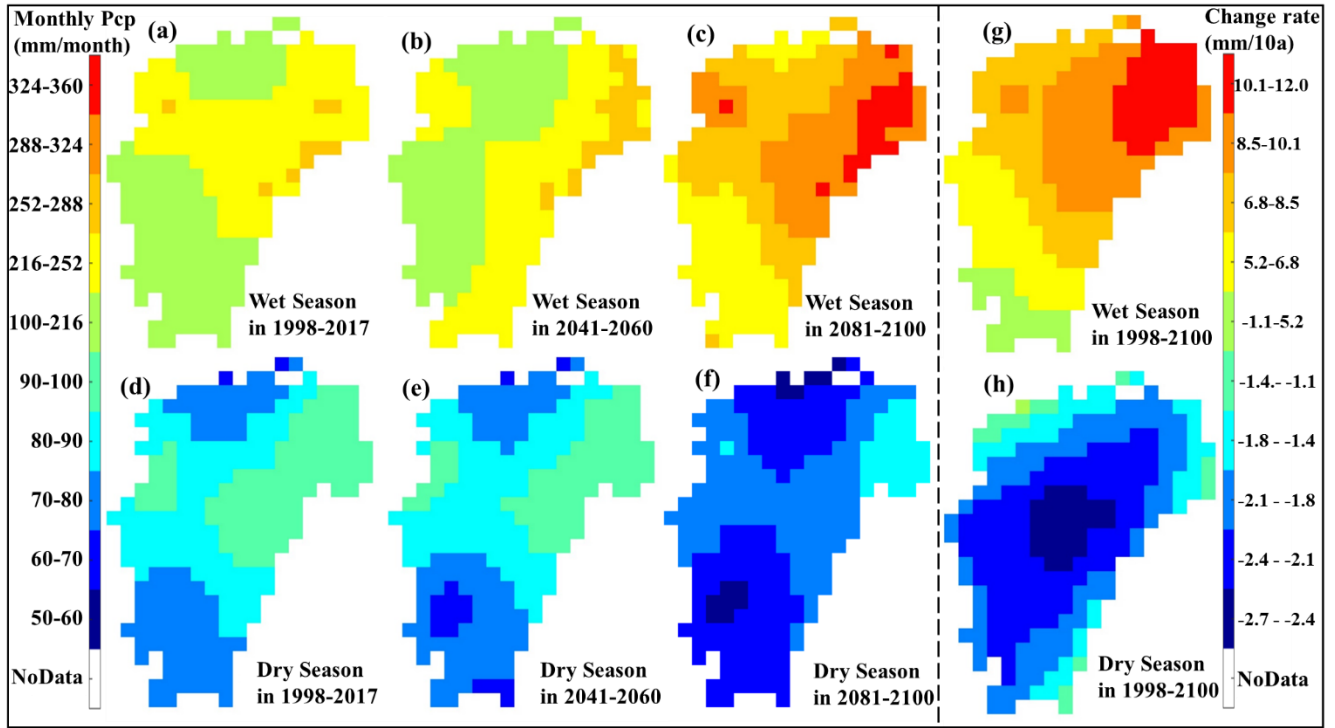 Monthly Pcp
(mm/month)
324-360
288-324
252-288
216-252
100-216
90-100
80-90
70-80
60-70
50-60
NoData
(a)
Wet Season
in 1998-2017
(b)
Wet Season
in 2041-2060
(c)
Wet Season
in 2081-2100
(d)
Dry Season
in 1998-2017
(e)
Dry Season
in 2041-2060
(f)
Dry Season
in 2081-2100
(g)
Wet Season
in 1998-2100
(h)
Dry Season
in 1998-2100
Change rate
(mm/10a)
10.1-12.0
8.5-10.1
6.8-8.5
5.2-6.8
-1.1-5.2
-1.4- -1.1
-1.8 - -1.4
-2.1 - -1.8
-2.4 - -2.1
-2.7 - -2.4
NoData